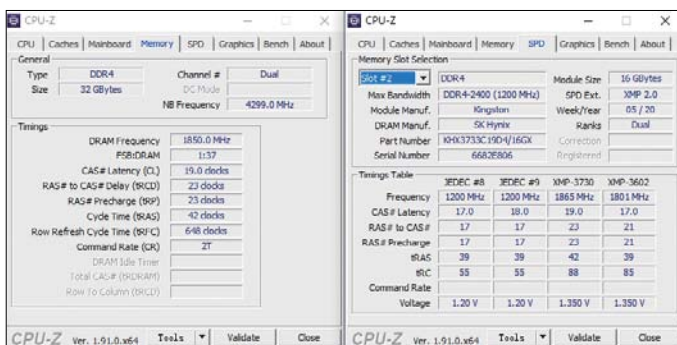 CPU-Z
CPU Caches Mainboard Memory SPD Graphics Bench About
General
Type DDR4 Channel # Dual
Size 32 GBytes DC Mode
NB Frequency 4299.0 MHz
Timings
DRAM Frequency 1850.0 MHz
FSB:DRAM 1:37
CAS# Latency (CL) 19.0 clocks
RAS# to CAS# Delay (tRCD) 23 clocks
RAS# Precharge (tRP) 23 clocks
Cycle Time (tRAS) 42 clocks
Row Refresh Cycle Time (tRFC) 648 clocks
Command Rate (CR) 2T
DRAM Idle Timer
Total CAS# (tRDRAM)
Row To Column (tRCD)
CPU-Z Ver. 1.91.0.x64 Tools Validate Close
CPU-Z
CPU Caches Mainboard Memory SPD Graphics Bench About
Memory Slot Selection
Slot #2 DDR4 Module Size 16 GBytes
Max Bandwidth DDR4-2400 (1200 MHz) SPD Ext. XMP 2.0
Module Manuf. Kingston Week/Year 05 / 20
DRAM Manuf. SK Hynix Ranks Dual
Part Number KHX3733C19D4/16GX Correction
Serial Number 6682E806 Registered
Timings Table
JEDEC #8 JEDEC #9 XMP-3730 XMP-3602
Frequency 1200 MHz 1200 MHz 1865 MHz 1801 MHz
CAS# Latency 17.0 18.0 19.0 17.0
RAS# to CAS# 17 17 23 21
RAS# Precharge 17 17 23 21
tRAS 39 39 42 39
tRC 55 55 88 85
Command Rate
Voltage 1.20 V 1.20 V 1.350 V 1.350 V
CPU-Z Ver. 1.91.0.x64 Tools Validate Close